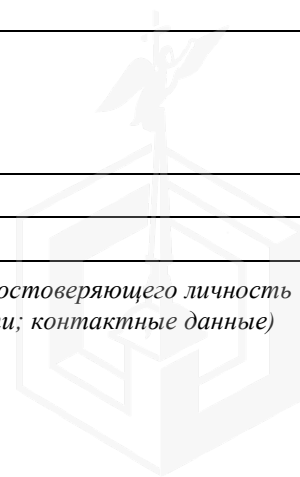 остоверяющего личность
и; контактные данные)